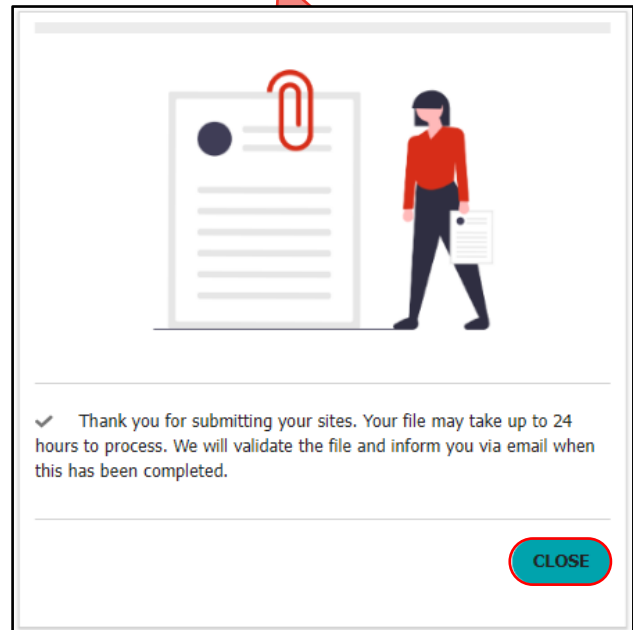 Thank you for submitting your sites. Your file may take up to 24
hours to process. We will validate the file and inform you via email when
this has been completed.
CLOSE